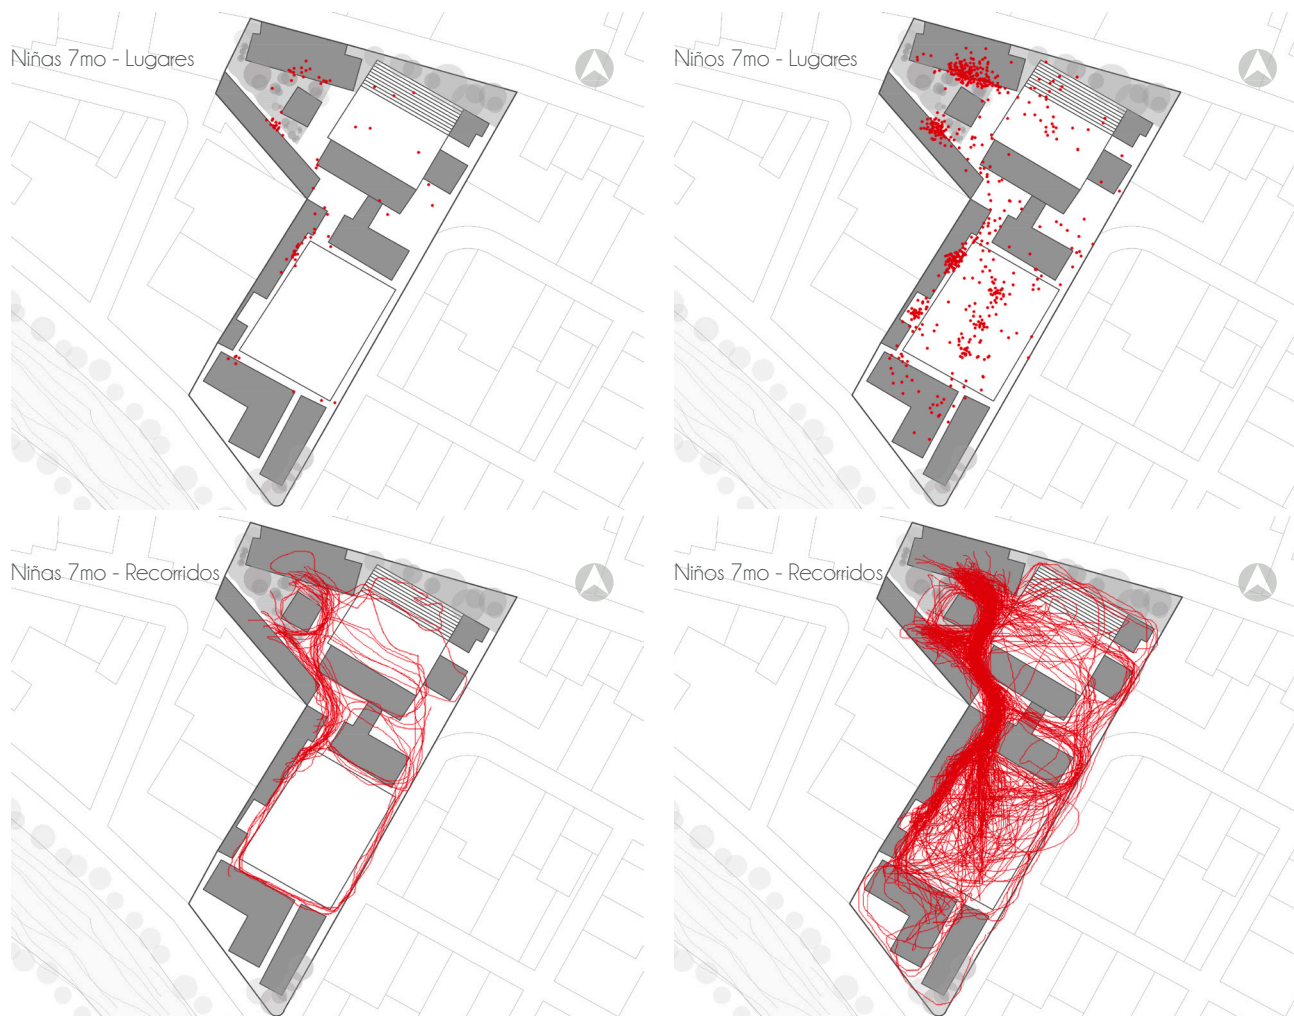 Niñas 7mo - Lugares
Niños 7mo - Lugares
Niñas 7mo - Recorridos
Niños 7mo - Recorridos